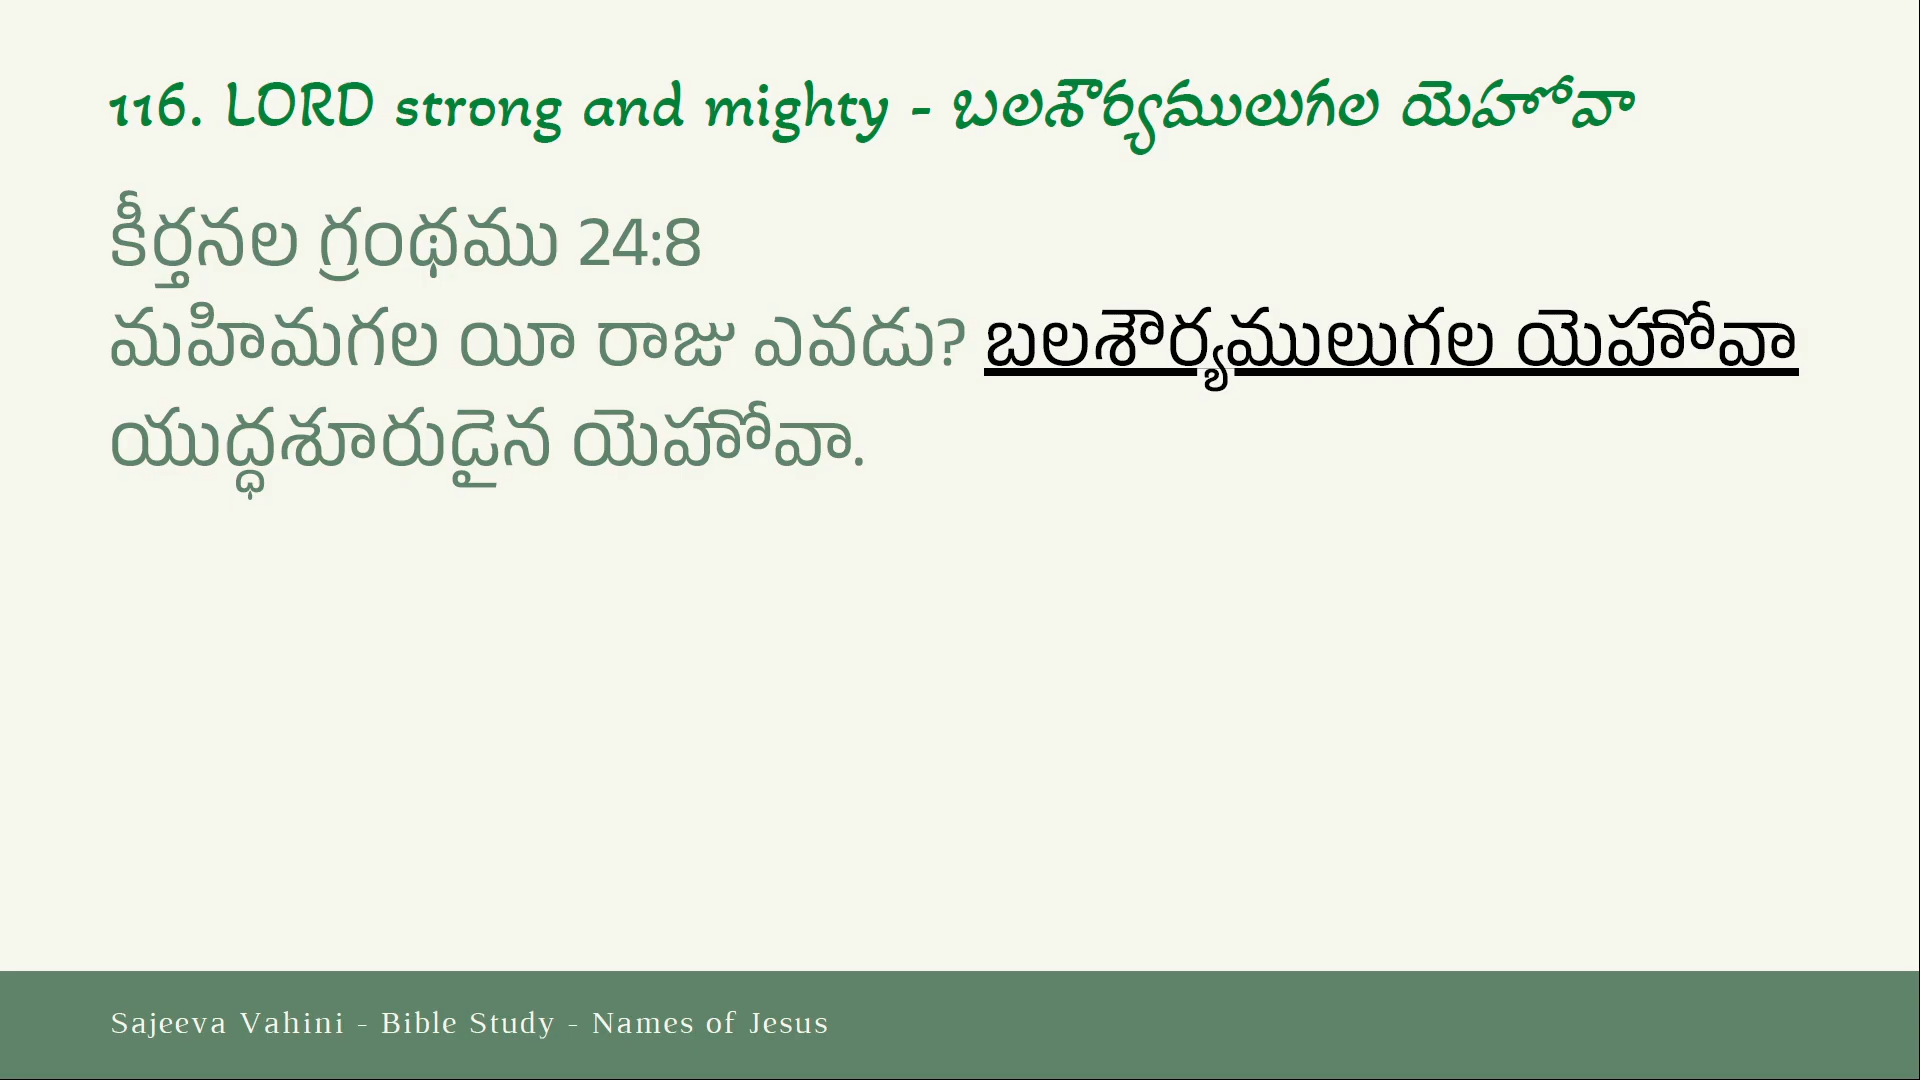 116. LORD strong and mighty - బలశౌర్యములుగల యెహోవా
కీర్తనల గ్రంథము 24:8
మహిమగల యీ రాజు ఎవడు? బలశౌర్యములుగల యెహోవా
యుద్ధశూరుడైన యెహోవా.
Sajeeva Vahini - Bible Study - Names of Jesus